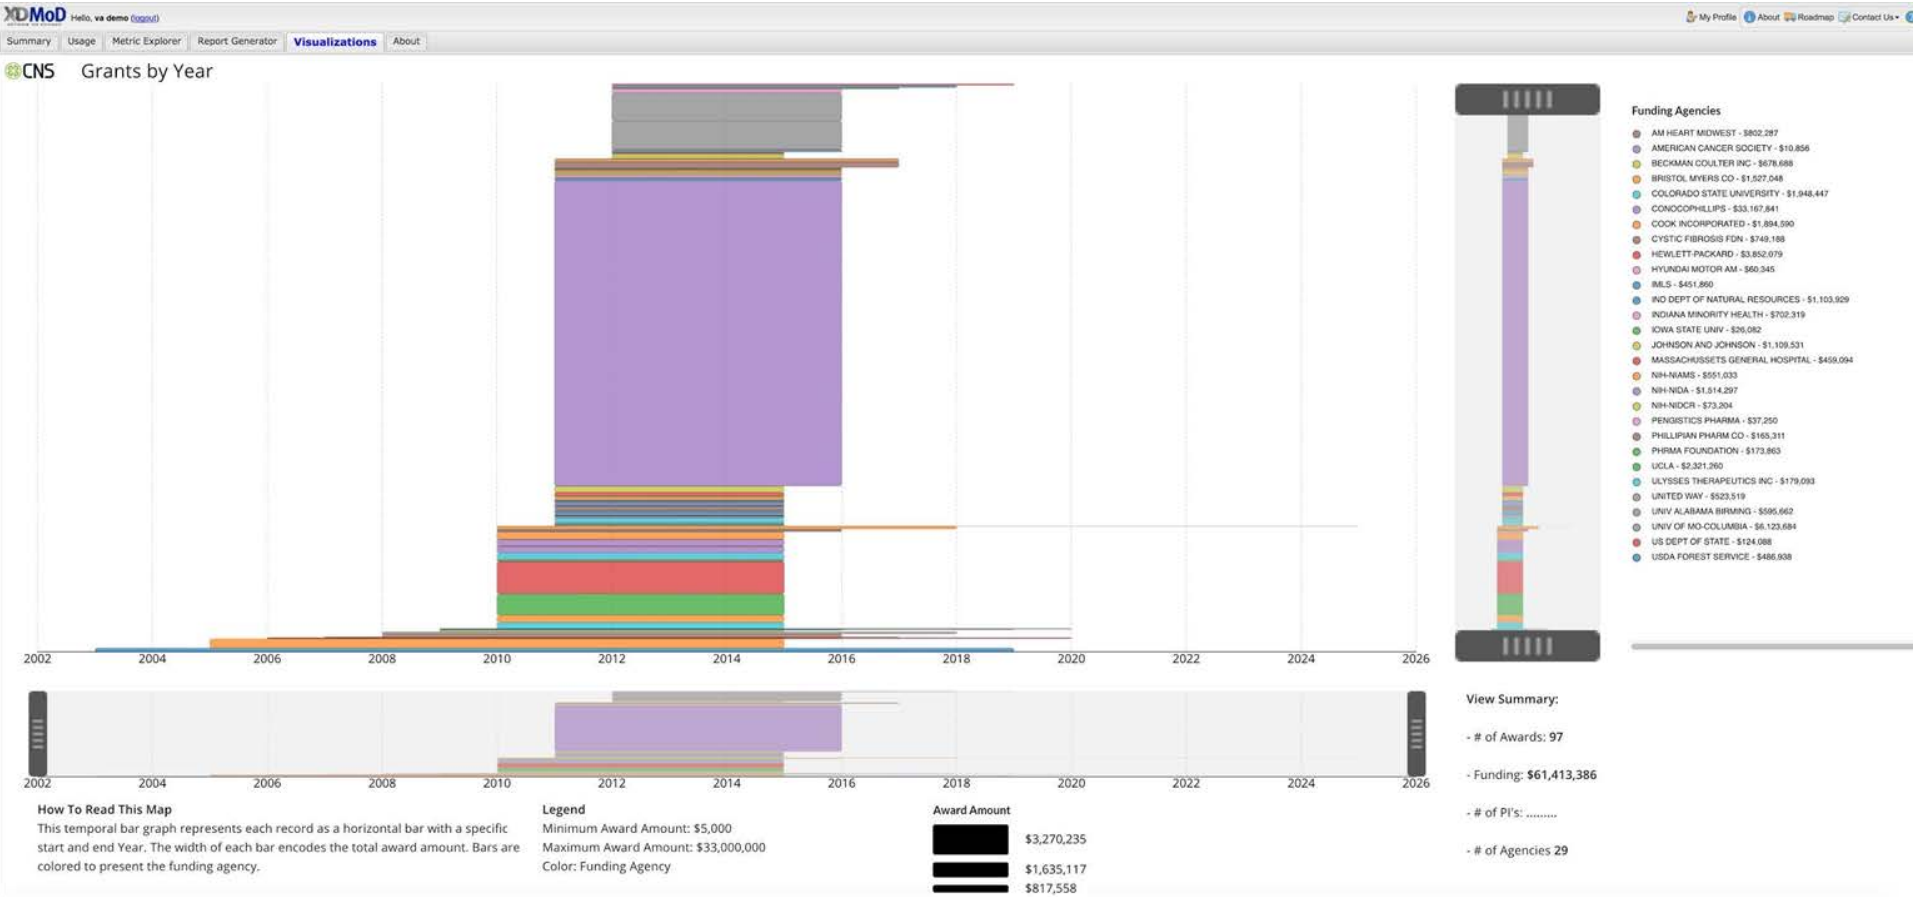 XDMoD Hello, va demo (logout)
My Profile About Roadmap Contact Us
Summary Usage Metric Explorer Report Generator Visualizations About
CNS Grants by Year
Funding Agencies
AM HEART MIDWEST - $802,287
AMERICAN CANCER SOCIETY - $10,856
BECKMAN COULTER INC - $678,688
BRISTOL MYERS CO - $1,527,048
COLORADO STATE UNIVERSITY - $1,948,447
CONOCOPHILLIPS - $33,167,841
COOK INCORPORATED - $1,894,590
CYSTIC FIBROSIS FDN - $749,188
HEWLETT-PACKARD - $3,852,079
HYUNDAI MOTOR AM - $60,345
IMLS - $451,860
IND DEPT OF NATURAL RESOURCES - $1,103,929
INDIANA MINORITY HEALTH - $702,319
IOWA STATE UNIV - $26,082
JOHNSON AND JOHNSON - $1,109,531
MASSACHUSSETS GENERAL HOSPITAL - $459,094
NIH-NIAMS - $551,033
NIH-NIDA - $1,514,297
NIH-NIDCR - $73,204
PENGISTICS PHARMA - $37,250
PHILLIPIAN PHARM CO - $165,311
PHRMA FOUNDATION - $173,863
UCLA - $2,321,260
ULYSSES THERAPEUTICS INC - $179,093
UNITED WAY - $523,519
UNIV ALABAMA BIRMING - $595,662
UNIV OF MO-COLUMBIA - $6,123,684
US DEPT OF STATE - $124,088
USDA FOREST SERVICE - $486,938
2002 2004 2006 2008 2010 2012 2014 2016 2018 2020 2022 2024 2026
2002 2004 2006 2008 2010 2012 2014 2016 2018 2020 2022 2024 2026
View Summary:
- # of Awards: 97
- Funding: $61,413,386
- # of PI's: .........
- # of Agencies 29
How To Read This Map
This temporal bar graph represents each record as a horizontal bar with a specific
start and end Year. The width of each bar encodes the total award amount. Bars are
colored to present the funding agency.
Legend
Minimum Award Amount: $5,000
Maximum Award Amount: $33,000,000
Color: Funding Agency
Award Amount
$3,270,235
$1,635,117
$817,558